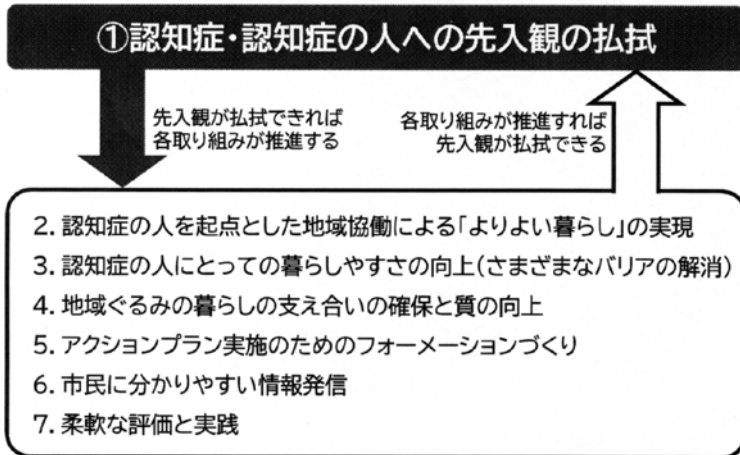 ①認知症・認知症の人への先入観の払拭
先入観が払拭できれば
各取り組みが推進する
各取り組みが推進すれば
先入観が払拭できる
2. 認知症の人を起点とした地域協働による「よりよい暮らし」の実現
3. 認知症の人にとっての暮らしやすさの向上(さまざまなバリアの解消)
4. 地域ぐるみの暮らしの支え合いの確保と質の向上
5. アクションプラン実施のためのフォーメーションづくり
6. 市民に分かりやすい情報発信
7. 柔軟な評価と実践